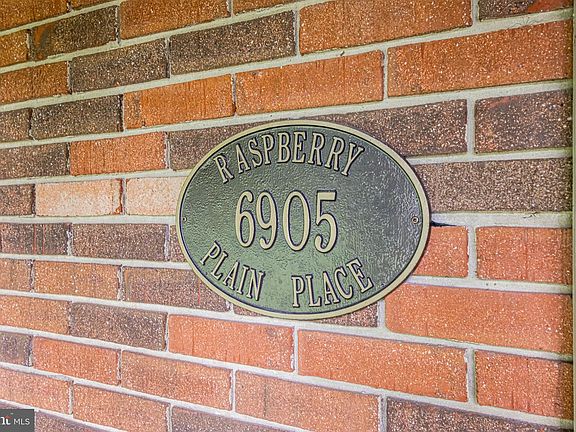 RASPBERRY
6905
PLAIN PLACE
MLS